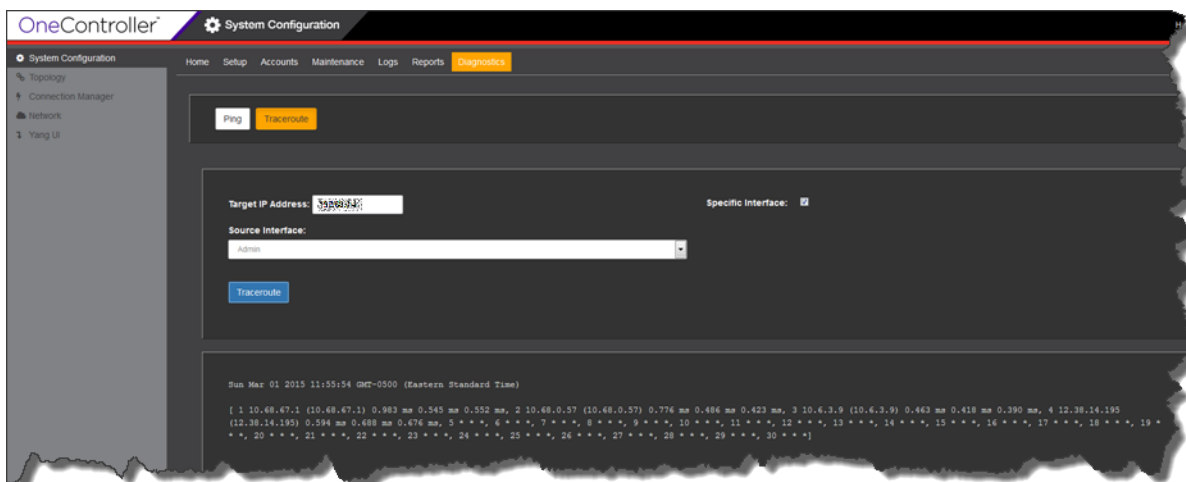 OneController
System Configuration
System Configuration
Topology
Connection Manager
Network
Yang UI
Home Setup Accounts Maintenance Logs Reports Diagnostics
Ping Traceroute
Target IP Address:
Specific Interface:
Source Interface:
Admin
Traceroute
Sun Mar 01 2015 11:55:54 GMT-0500 (Eastern Standard Time)
[ 1 10.68.67.1 (10.68.67.1) 0.983 ms 0.545 ms 0.552 ms, 2 10.68.0.57 (10.68.0.57) 0.776 ms 0.486 ms 0.423 ms, 3 10.6.3.9 (10.6.3.9) 0.463 ms 0.418 ms 0.390 ms, 4 12.38.14.195
(12.38.14.195) 0.594 ms 0.688 ms 0.676 ms, 5 * * *, 6 * * *, 7 * * *, 8 * * *, 9 * * *, 10 * * *, 11 * * *, 12 * * *, 13 * * *, 14 * * *, 15 * * *, 16 * * *, 17 * * *, 18 * * *, 19 *
* *, 20 * * *, 21 * * *, 22 * * *, 23 * * *, 24 * * *, 25 * * *, 26 * * *, 27 * * *, 28 * * *, 29 * * *, 30 * * *]